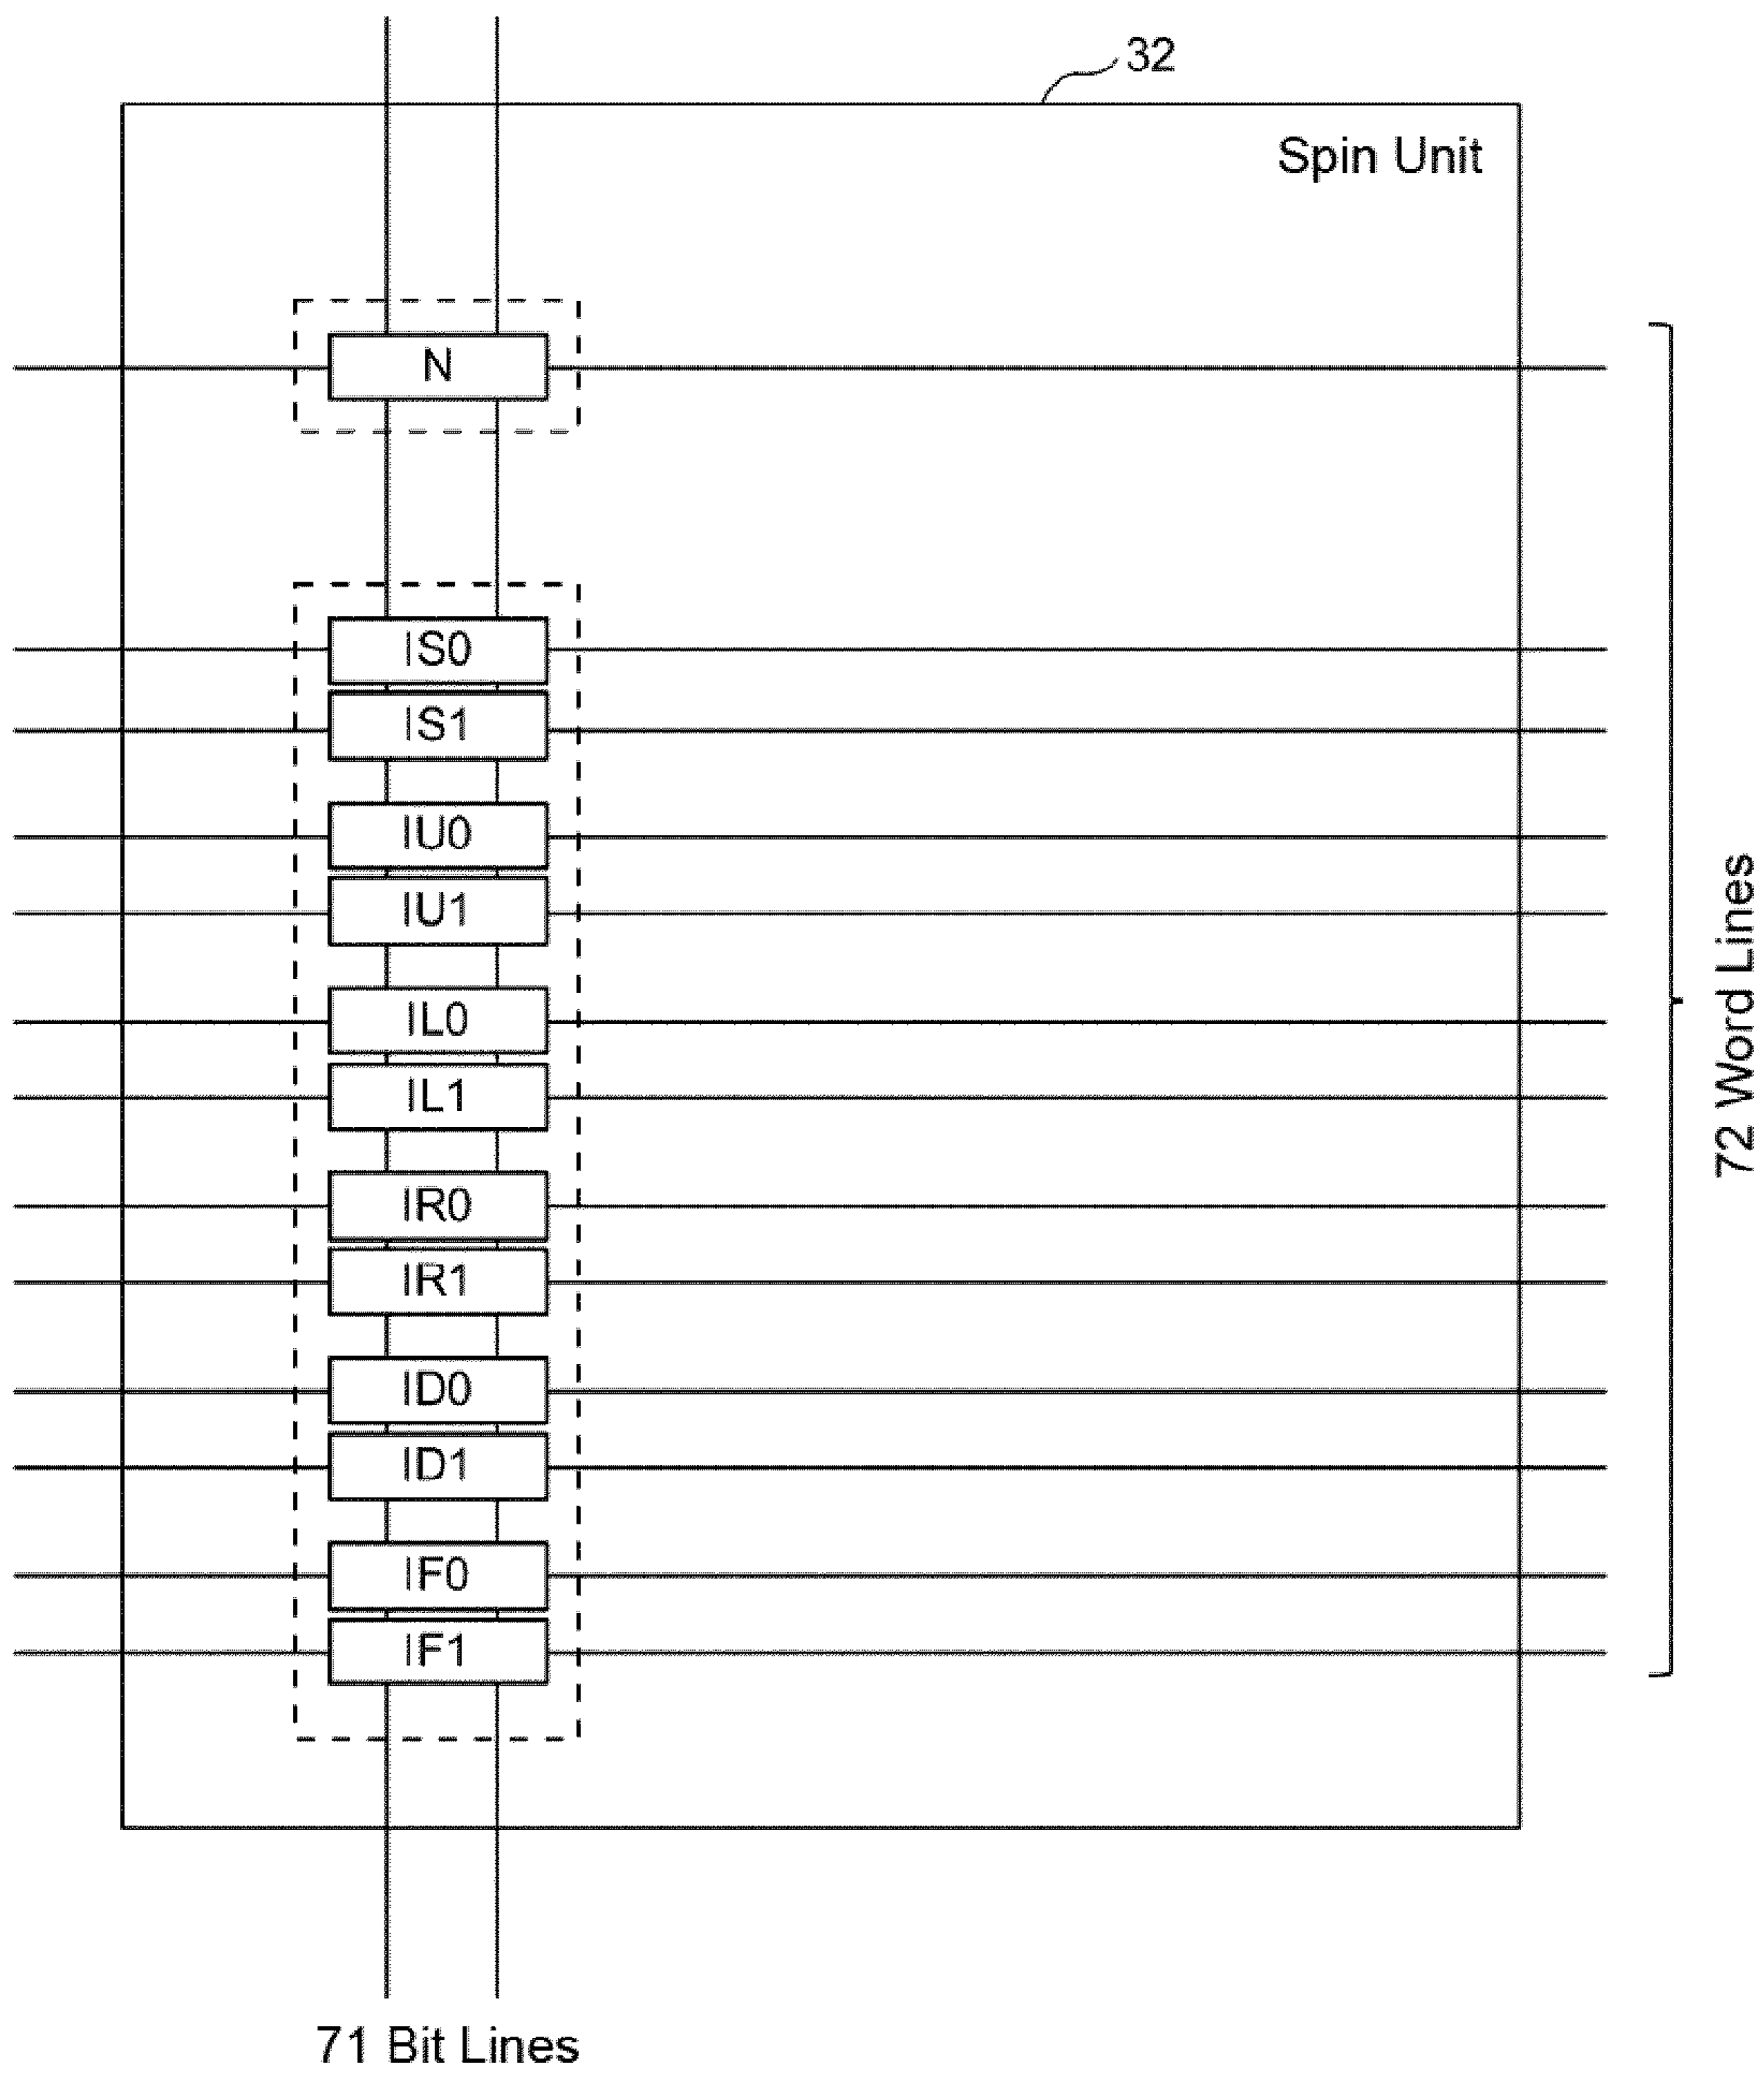 32
Spin Unit
N
IS0
IS1
IU0
IU1
IL0
IL1
IR0
IR1
ID0
ID1
IF0
IF1
72 Word Lines
71 Bit Lines